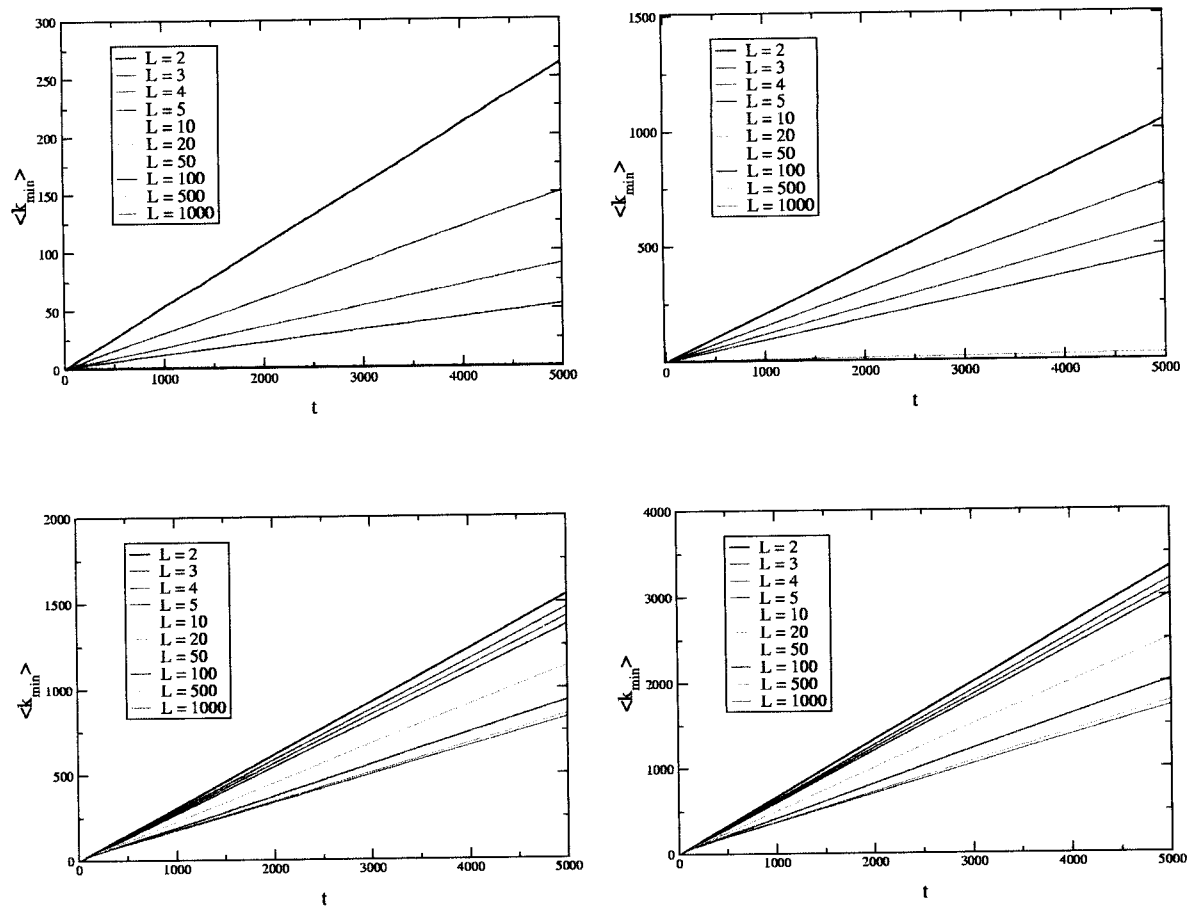 300
250
200
150
100
50
0
<k_min>
L = 2
L = 3
L = 4
L = 5
L = 10
L = 20
L = 50
L = 100
L = 500
L = 1000
0 1000 2000 3000 4000 5000
t
1500
1000
500
<k_min>
L = 2
L = 3
L = 4
L = 5
L = 10
L = 20
L = 50
L = 100
L = 500
L = 1000
0 1000 2000 3000 4000 5000
t
2000
1500
1000
500
0
<k_min>
L = 2
L = 3
L = 4
L = 5
L = 10
L = 20
L = 50
L = 100
L = 500
L = 1000
0 1000 2000 3000 4000 5000
t
4000
3000
2000
1000
0
<k_min>
L = 2
L = 3
L = 4
L = 5
L = 10
L = 20
L = 50
L = 100
L = 500
L = 1000
0 1000 2000 3000 4000 5000
t